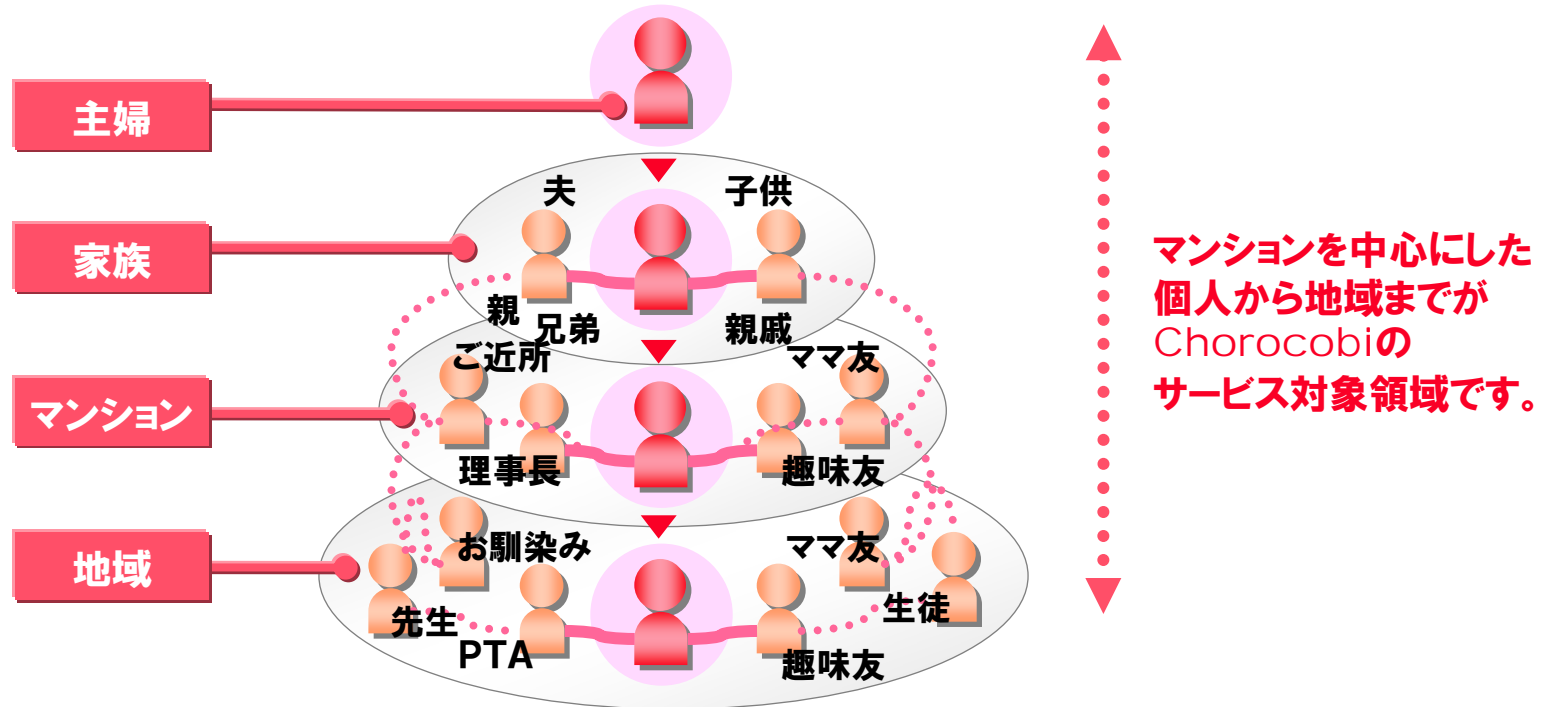 主婦
夫
子供
家族
親
兄弟
親戚
ご近所
ママ友
マンション
理事長
趣味友
お馴染み
ママ友
地域
先生
生徒
PTA
趣味友
マンションを中心にした
個人から地域までが
Chorocobiの
サービス対象領域です。